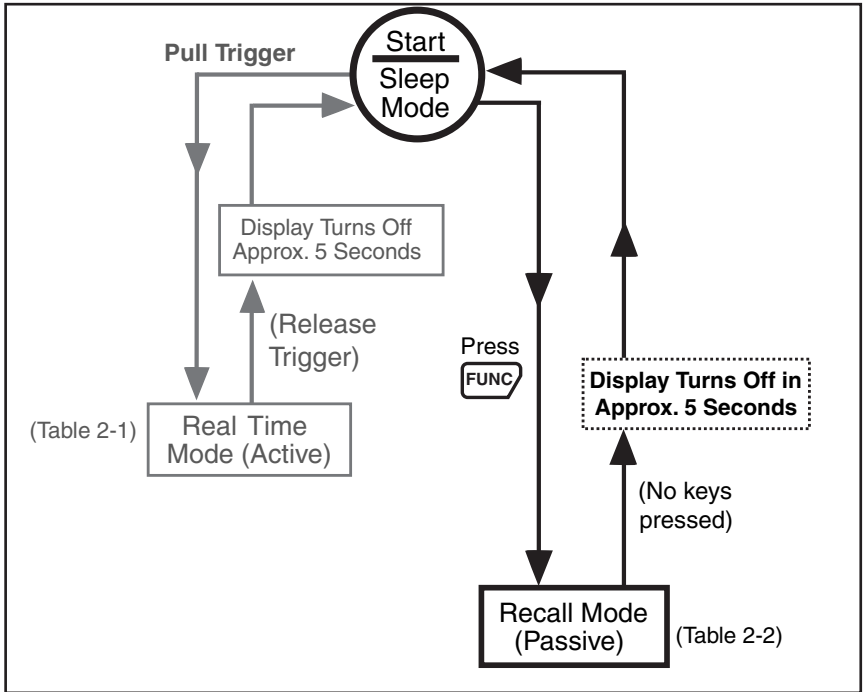 Pull Trigger
Start
Sleep
Mode
Display Turns Off
Approx. 5 Seconds
(Release
Trigger)
(Table 2-1)
Real Time
Mode (Active)
Press
FUNC
Display Turns Off in
Approx. 5 Seconds
(No keys
pressed)
Recall Mode
(Passive)
(Table 2-2)